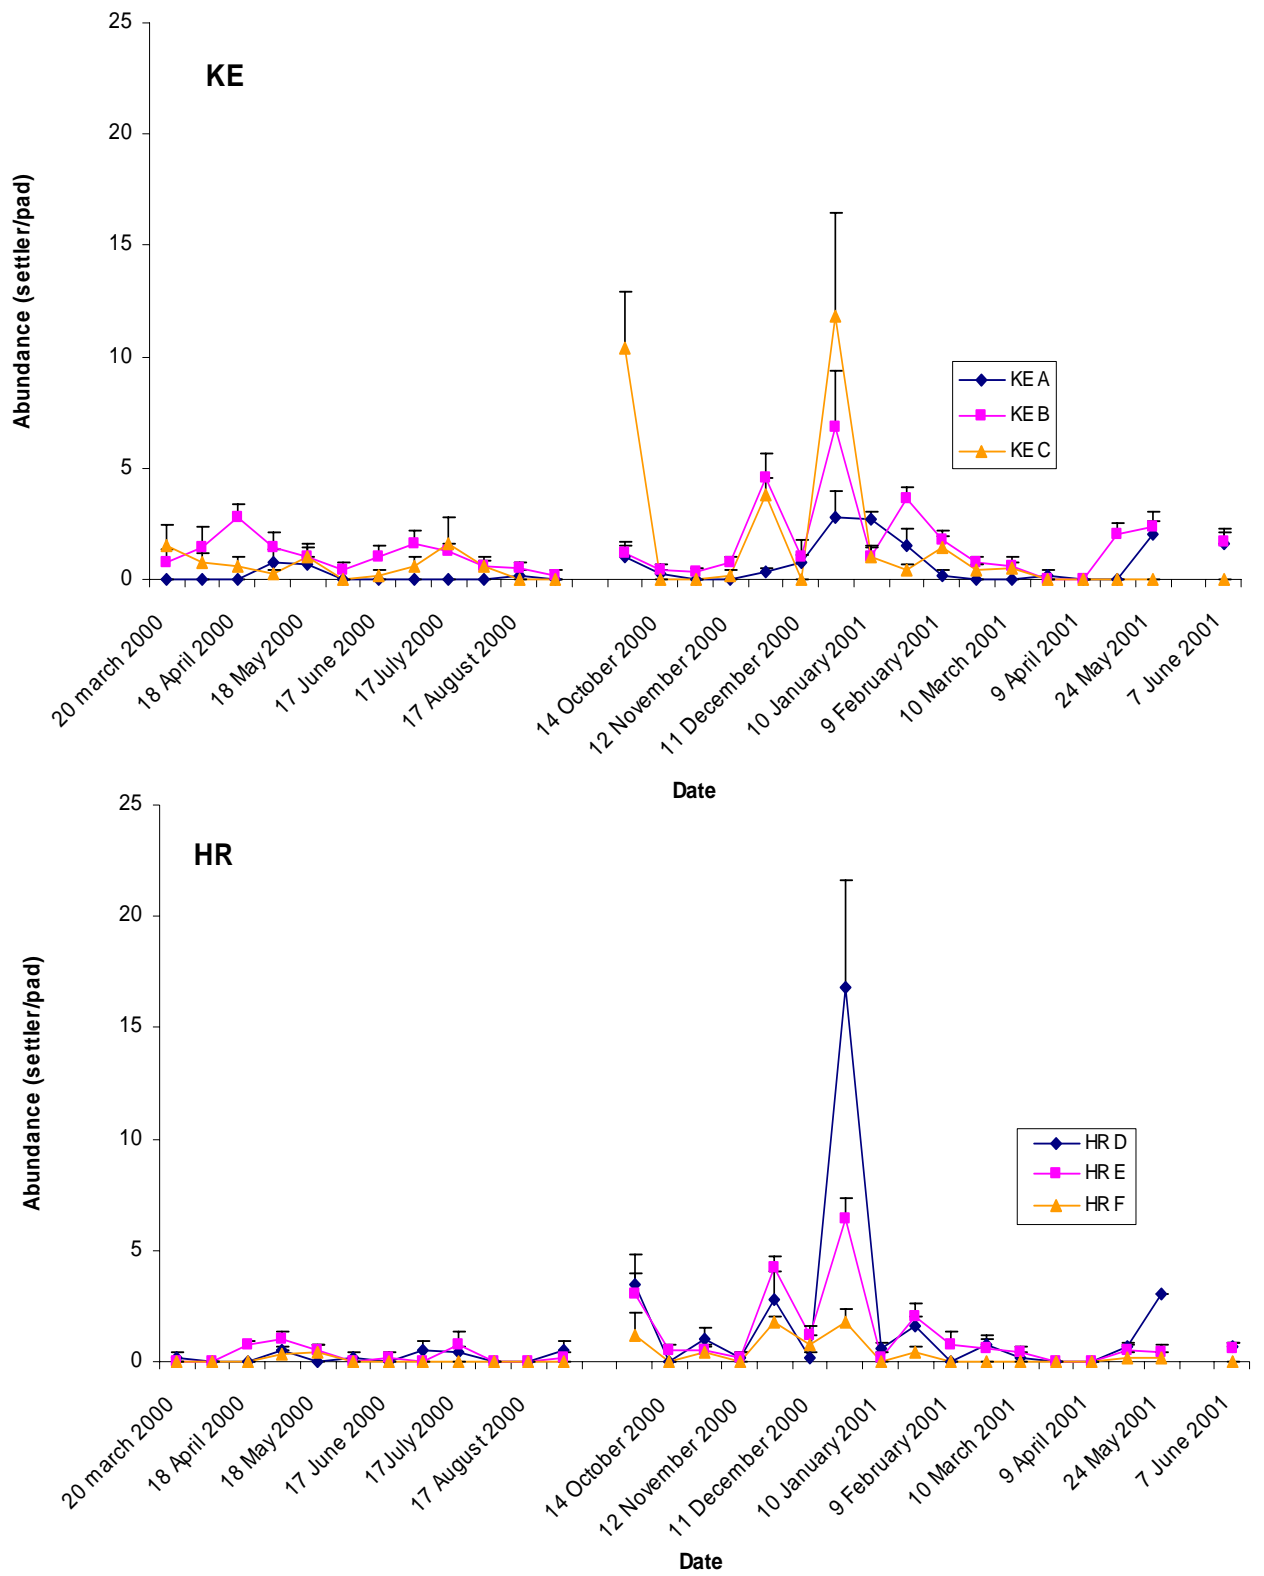 KE
Abundance (settler/pad)
25
20
15
10
5
0
KE A
KE B
KE C
20 march 2000
18 April 2000
18 May 2000
17 June 2000
17July 2000
17 August 2000
14 October 2000
12 November 2000
11 December 2000
10 January 2001
9 February 2001
10 March 2001
9 April 2001
24 May 2001
7 June 2001
Date
HR
Abundance (settler/pad)
25
20
15
10
5
0
HR D
HR E
HR F
20 march 2000
18 April 2000
18 May 2000
17 June 2000
17July 2000
17 August 2000
14 October 2000
12 November 2000
11 December 2000
10 January 2001
9 February 2001
10 March 2001
9 April 2001
24 May 2001
7 June 2001
Date